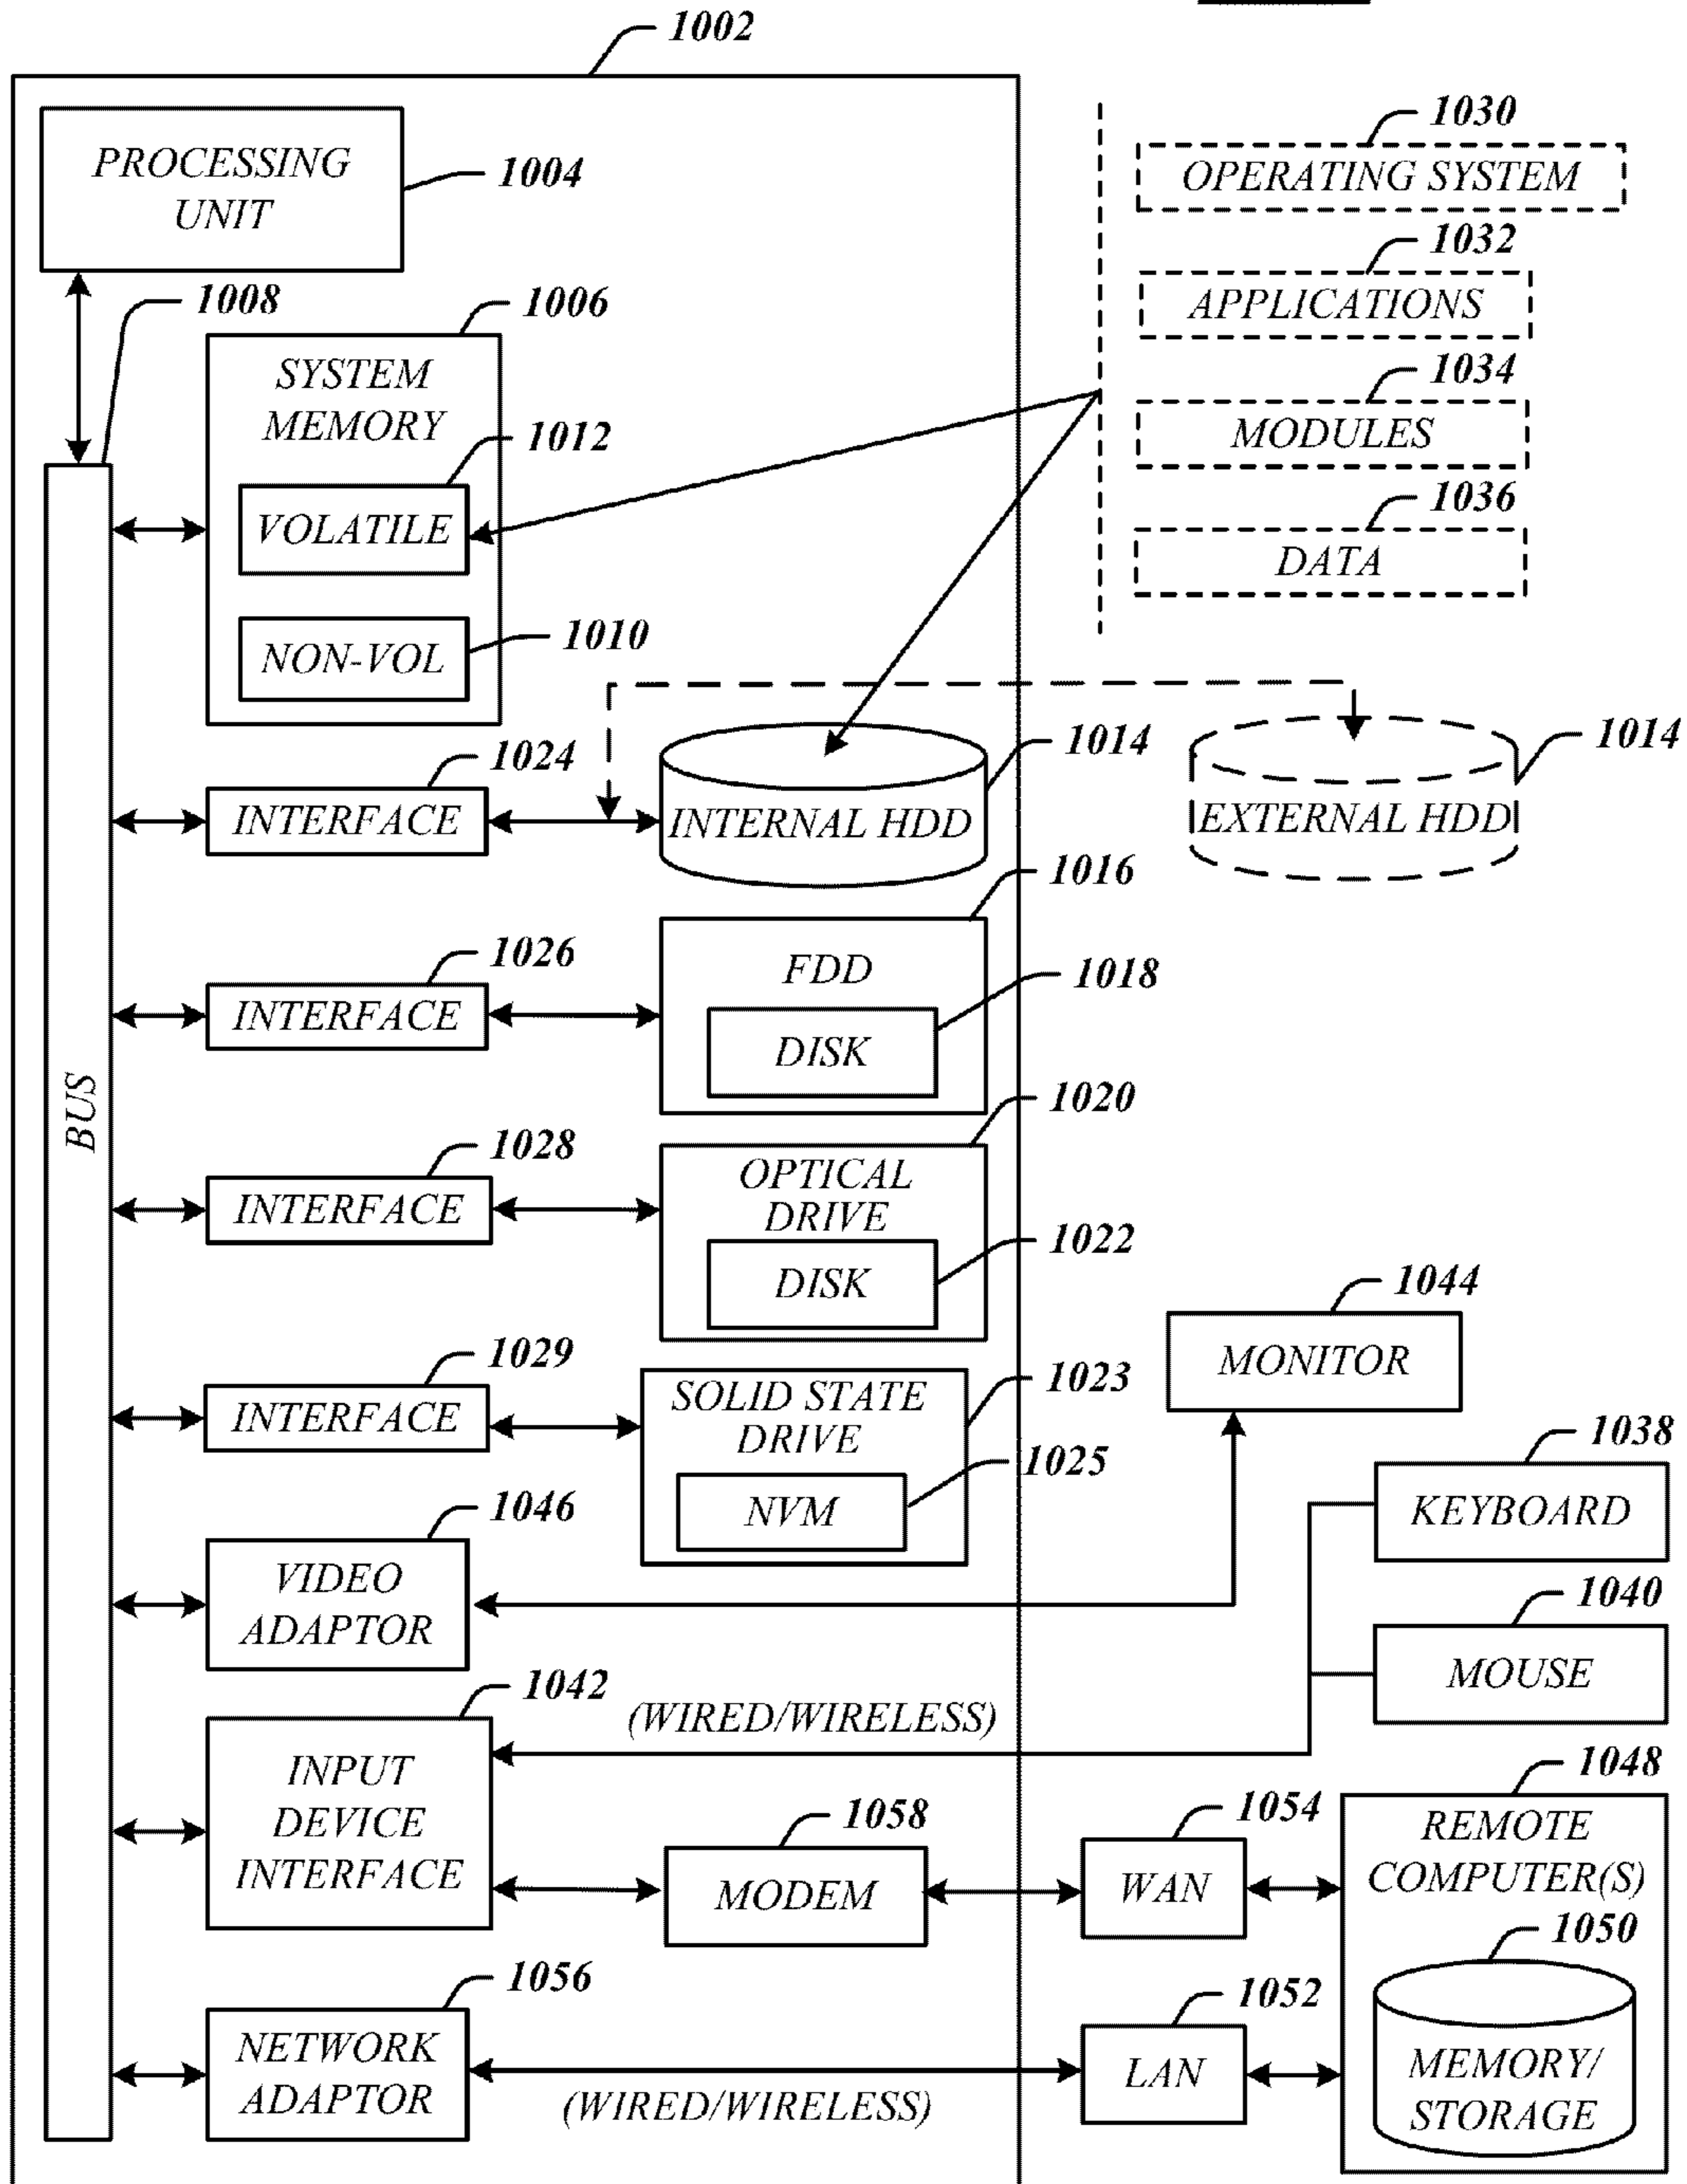 1002
PROCESSING
UNIT
1004
1030
OPERATING SYSTEM
1032
APPLICATIONS
1034
MODULES
1036
DATA
1008
1006
SYSTEM
MEMORY
1012
VOLATILE
1010
NON-VOL
BUS
1024
INTERFACE
1014
INTERNAL HDD
1014
EXTERNAL HDD
1026
INTERFACE
1016
FDD
1018
DISK
1028
INTERFACE
1020
OPTICAL
DRIVE
1022
DISK
1029
INTERFACE
1023
SOLID STATE
DRIVE
1025
NVM
1044
MONITOR
1038
KEYBOARD
1046
VIDEO
ADAPTOR
1040
MOUSE
1042
INPUT
DEVICE
INTERFACE
(WIRED/WIRELESS)
1058
MODEM
1054
WAN
1048
REMOTE
COMPUTER(S)
1050
MEMORY/
STORAGE
1056
NETWORK
ADAPTOR
(WIRED/WIRELESS)
1052
LAN